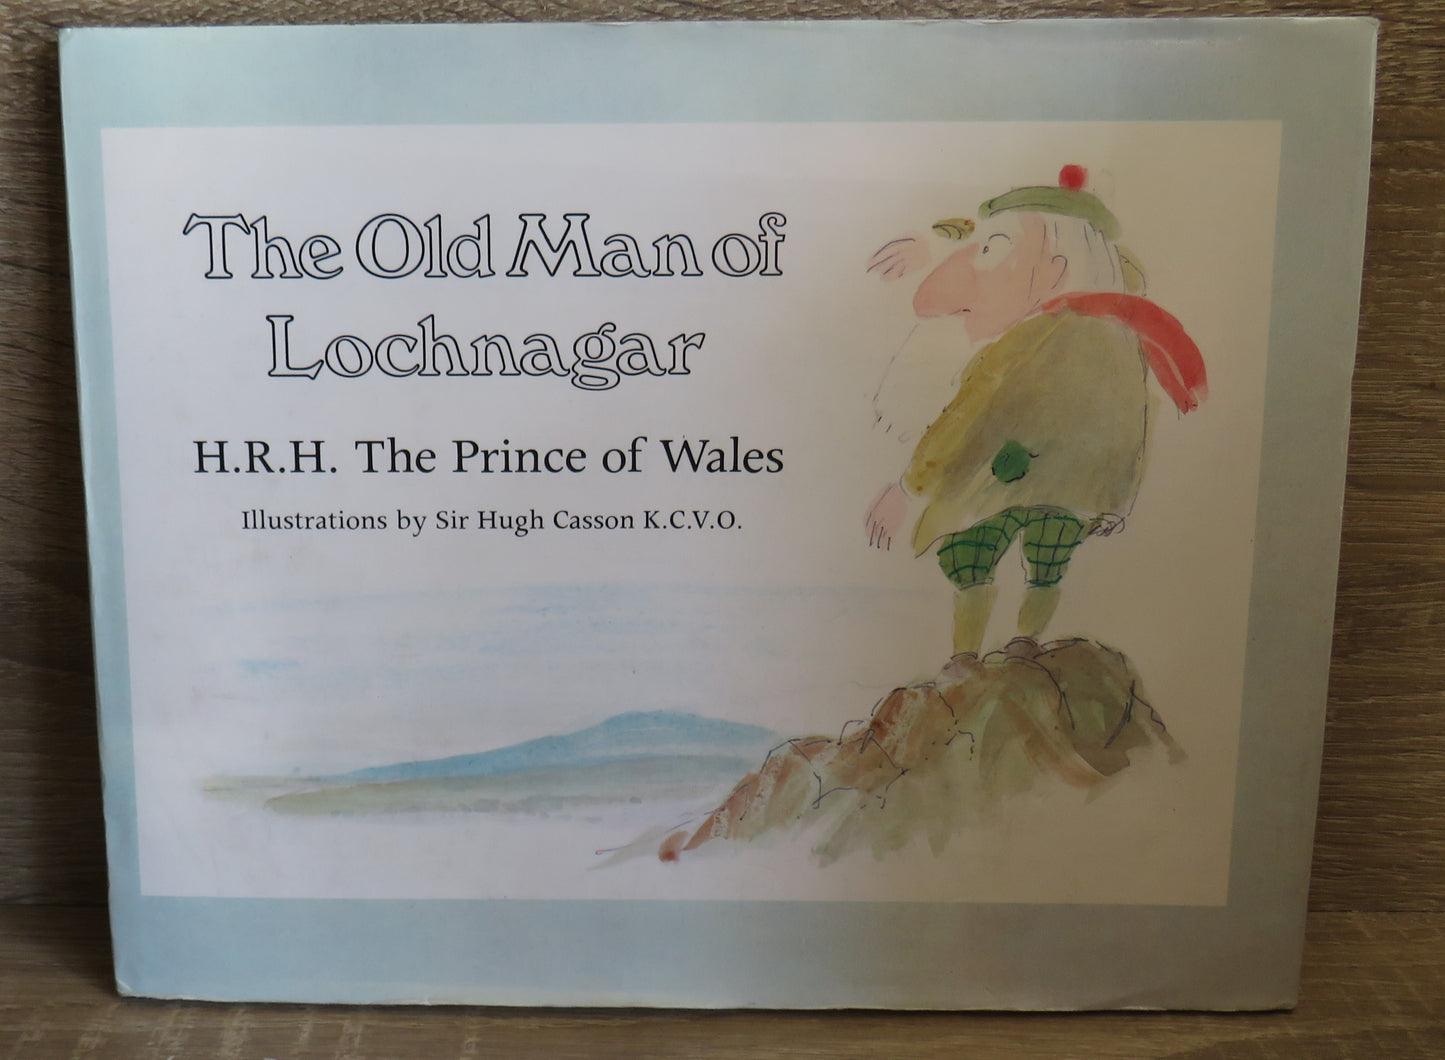 The Old Man of
Lochnagar
H.R.H. The Prince of Wales
Illustrations by Sir Hugh Casson K.C.V.O.